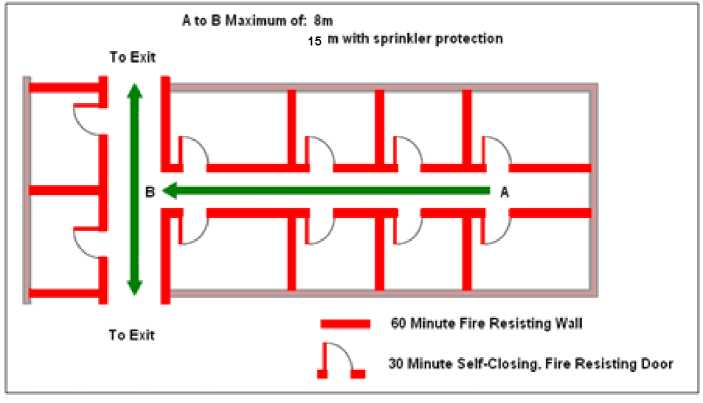 A to B Maximum of: 8m
15 m with sprinkler protection
To Exit
B
A
To Exit
60 Minute Fire Resisting Wall
30 Minute Self-Closing, Fire Resisting Door